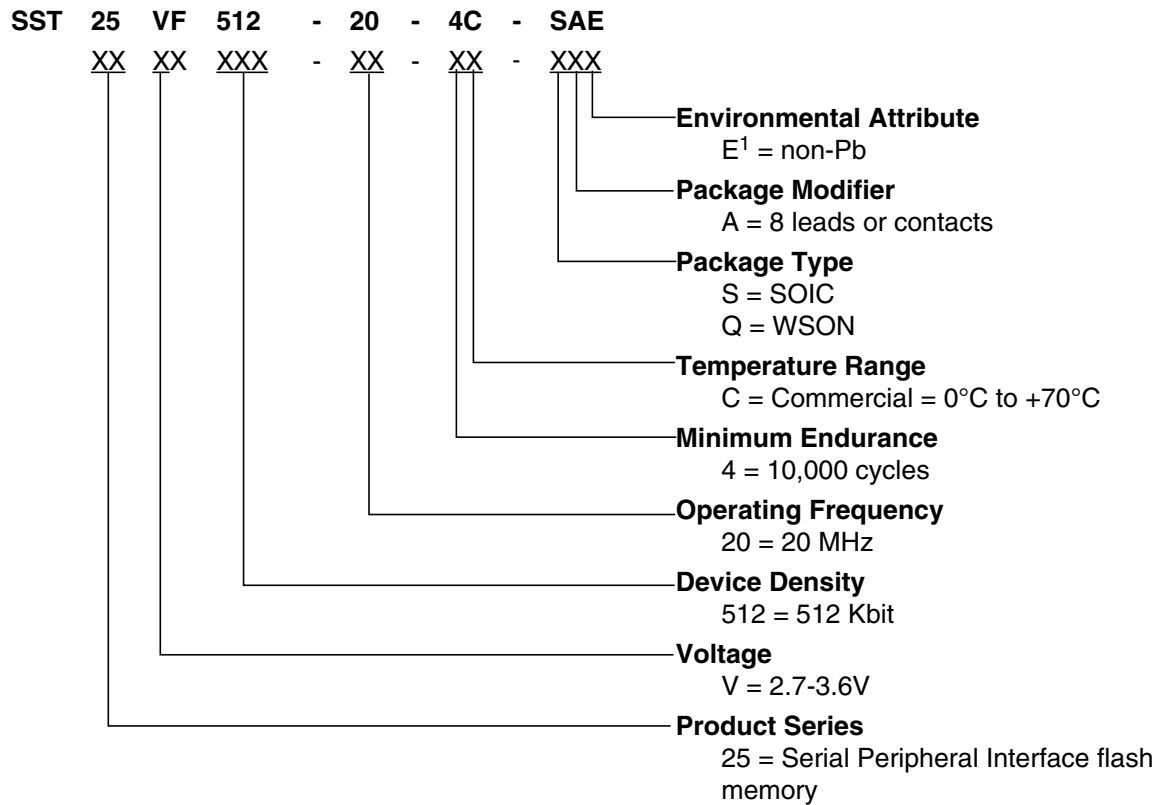 SST 25 VF 512 - 20 - 4C - SAE
XX XX XXX - XX - XX - XXX
Environmental Attribute
E1 = non-Pb
Package Modifier
A = 8 leads or contacts
Package Type
S = SOIC
Q = WSON
Temperature Range
C = Commercial = 0°C to +70°C
Minimum Endurance
4 = 10,000 cycles
Operating Frequency
20 = 20 MHz
Device Density
512 = 512 Kbit
Voltage
V = 2.7-3.6V
Product Series
25 = Serial Peripheral Interface flash
memory